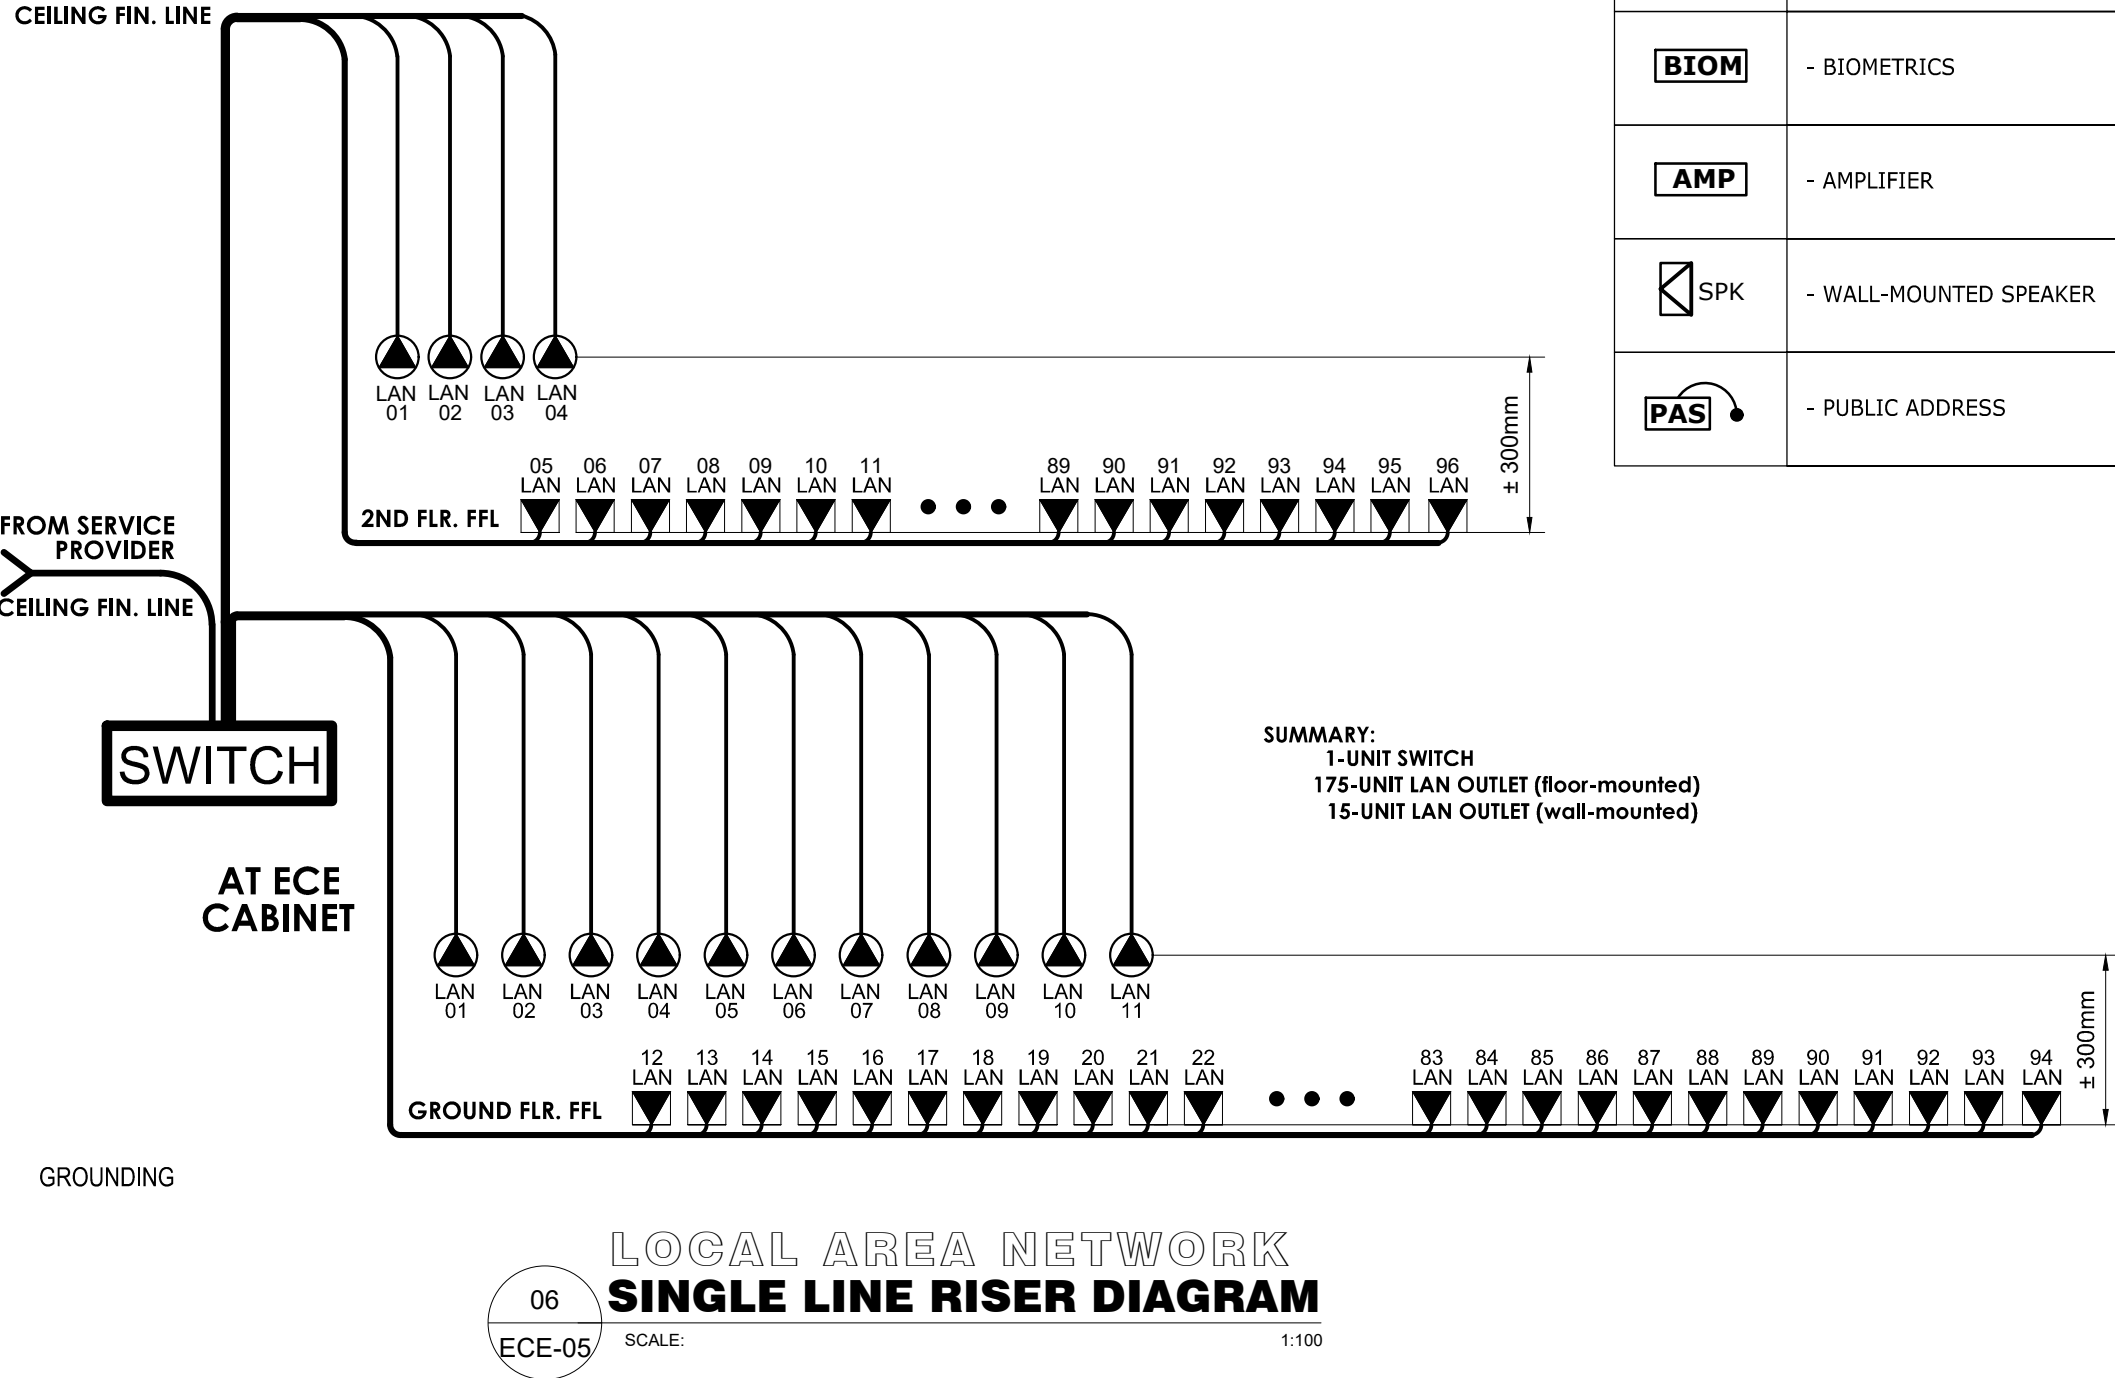 CEILING FIN. LINE
LAN LAN LAN LAN
01 02 03 04
± 300mm
05 06 07 08 09 10 11 89 90 91 92 93 94 95 96
LAN LAN LAN LAN LAN LAN LAN LAN LAN LAN LAN LAN LAN LAN LAN
2ND FLR. FFL
FROM SERVICE
PROVIDER
CEILING FIN. LINE
SWITCH
AT ECE
CABINET
SUMMARY:
1-UNIT SWITCH
175-UNIT LAN OUTLET (floor-mounted)
15-UNIT LAN OUTLET (wall-mounted)
LAN LAN LAN LAN LAN LAN LAN LAN LAN LAN LAN
01 02 03 04 05 06 07 08 09 10 11
± 300mm
12 13 14 15 16 17 18 19 20 21 22 83 84 85 86 87 88 89 90 91 92 93 94
LAN LAN LAN LAN LAN LAN LAN LAN LAN LAN LAN LAN LAN LAN LAN LAN LAN LAN LAN LAN LAN LAN LAN
GROUND FLR. FFL
GROUNDING
LOCAL AREA NETWORK
06 SINGLE LINE RISER DIAGRAM
ECE-05 SCALE: 1:100
BIOM - BIOMETRICS
AMP - AMPLIFIER
SPK - WALL-MOUNTED SPEAKER
PAS - PUBLIC ADDRESS